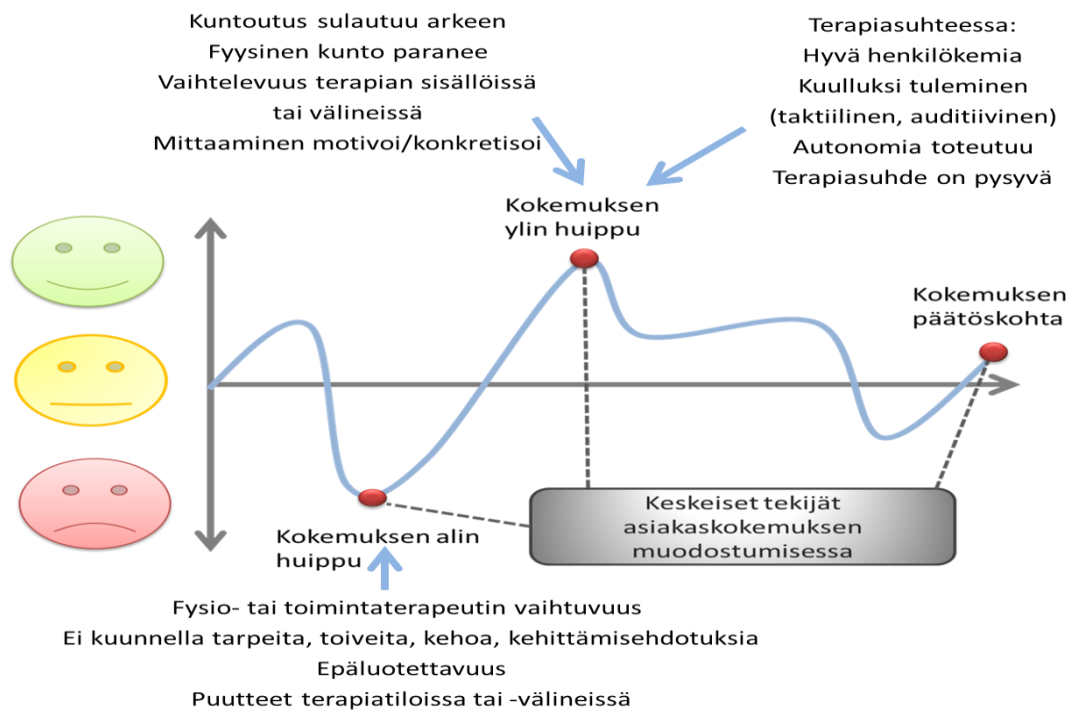 Kuntoutus sulautuu arkeen
Fyysinen kunto paranee
Vaihtelevuus terapian sisällöissä
tai välineissä
Mittaaminen motivoi/konkretisoi
Terapiasuhteessa:
Hyvä henkilökemia
Kuulluksi tuleminen
(taktiilinen, auditiivinen)
Autonomia toteutuu
Terapiasuhde on pysyvä
Kokemuksen
ylin huippu
Kokemuksen
päätöskohta
Keskeiset tekijät
asiakaskokemuksen
muodostumisessa
Kokemuksen alin
huippu
Fysio- tai toimintaterapeutin vaihtuvuus
Ei kuunnella tarpeita, toiveita, kehoa, kehittämisehdotuksia
Epäluotettavuus
Puutteet terapiatiloissa tai -välineissä